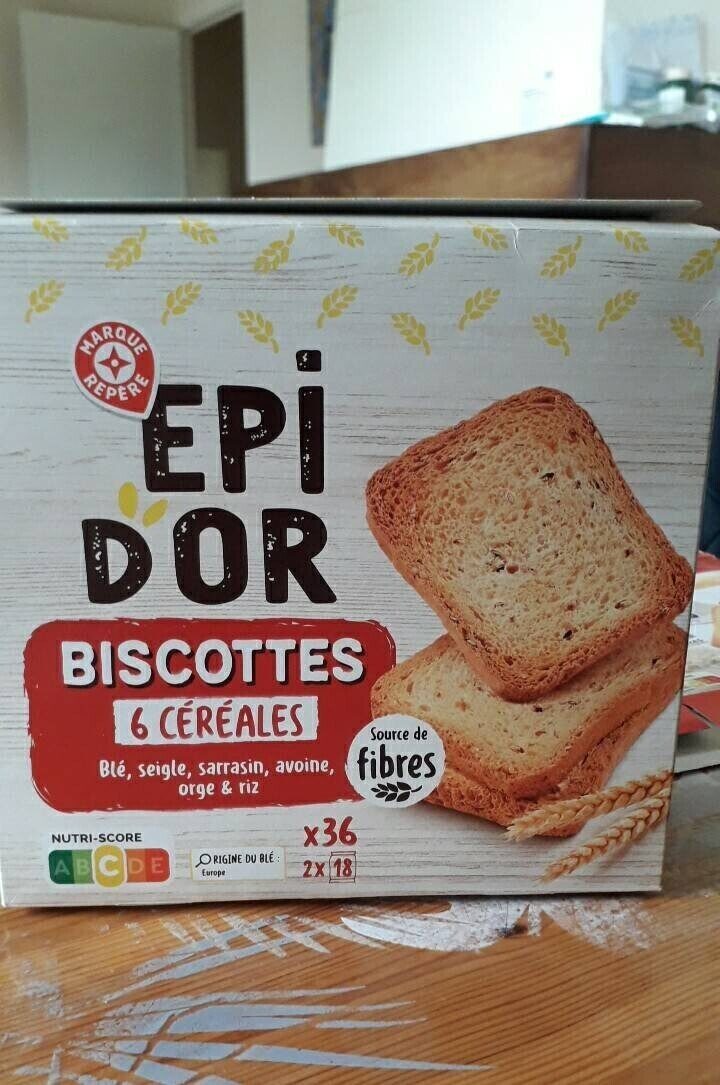 MARQUE
REPÈRE
EPI
D'OR
BISCOTTES
6 CÉRÉALES
Blé, seigle, sarrasin, avoine,
orge & riz
Source de
fibres
NUTRI-SCORE
A B C D E
ORIGINE DU BLÉ :
Europe
x36
2x 18